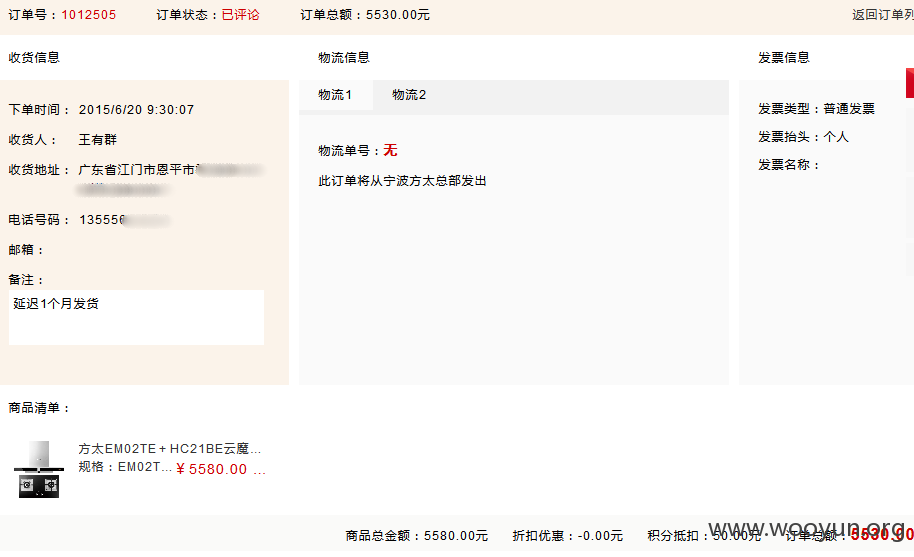 订单号：1012505 订单状态：已评论 订单总额：5530.00元 返回订单列
收货信息 物流信息 发票信息
物流1 物流2
下单时间： 2015/6/20 9:30:07
收货人： 王有群
收货地址： 广东省江门市恩平市
电话号码： 135556
邮箱：
备注：
延迟1个月发货
物流单号：无
此订单将从宁波方太总部发出
发票类型：普通发票
发票抬头：个人
发票名称：
商品清单：
方太EM02TE＋HC21BE云魔...
规格：EM02T... ￥5580.00 ...
商品总金额：5580.00元 折扣优惠：-0.00元 积分抵扣：50.00元 订单总额：5530.00
www.wooyun.org